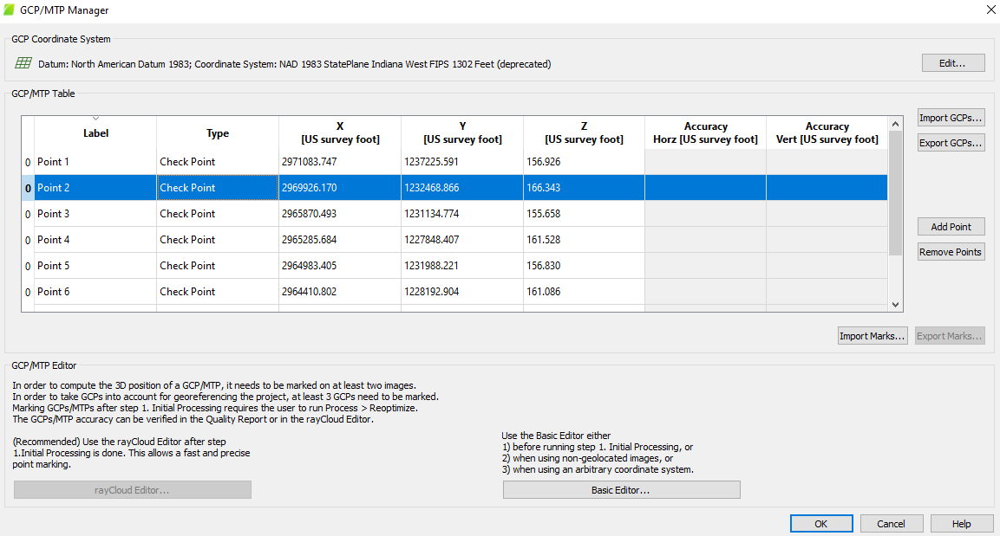 GCP/MTP Manager
GCP Coordinate System
Datum: North American Datum 1983; Coordinate System: NAD 1983 StatePlane Indiana West FIPS 1302 Feet (deprecated)
Edit...
GCP/MTP Table
Label Type X [US survey foot] Y [US survey foot] Z [US survey foot] Accuracy Horz [US survey foot] Accuracy Vert [US survey foot]
0 Point 1 Check Point 2971083.747 1237225.591 156.926
0 Point 2 Check Point 2969926.170 1232468.866 166.343
0 Point 3 Check Point 2965870.493 1231134.774 155.658
0 Point 4 Check Point 2965285.684 1227848.407 161.528
0 Point 5 Check Point 2964983.405 1231988.221 156.830
0 Point 6 Check Point 2964410.802 1228192.904 161.086
Import GCPs...
Export GCPs...
Add Point
Remove Points
Import Marks...
Export Marks...
GCP/MTP Editor
In order to compute the 3D position of a GCP/MTP, it needs to be marked on at least two images.
In order to take GCPs into account for georeferencing the project, at least 3 GCPs need to be marked.
Marking GCPs/MTPs after step 1. Initial Processing requires the user to run Process > Reoptimize.
The GCPs/MTP accuracy can be verified in the Quality Report or in the rayCloud Editor.
(Recommended) Use the rayCloud Editor after step
1.Initial Processing is done. This allows a fast and precise
point marking.
rayCloud Editor...
Use the Basic Editor either
1) before running step 1. Initial Processing, or
2) when using non-geolocated images, or
3) when using an arbitrary coordinate system.
Basic Editor...
OK
Cancel
Help